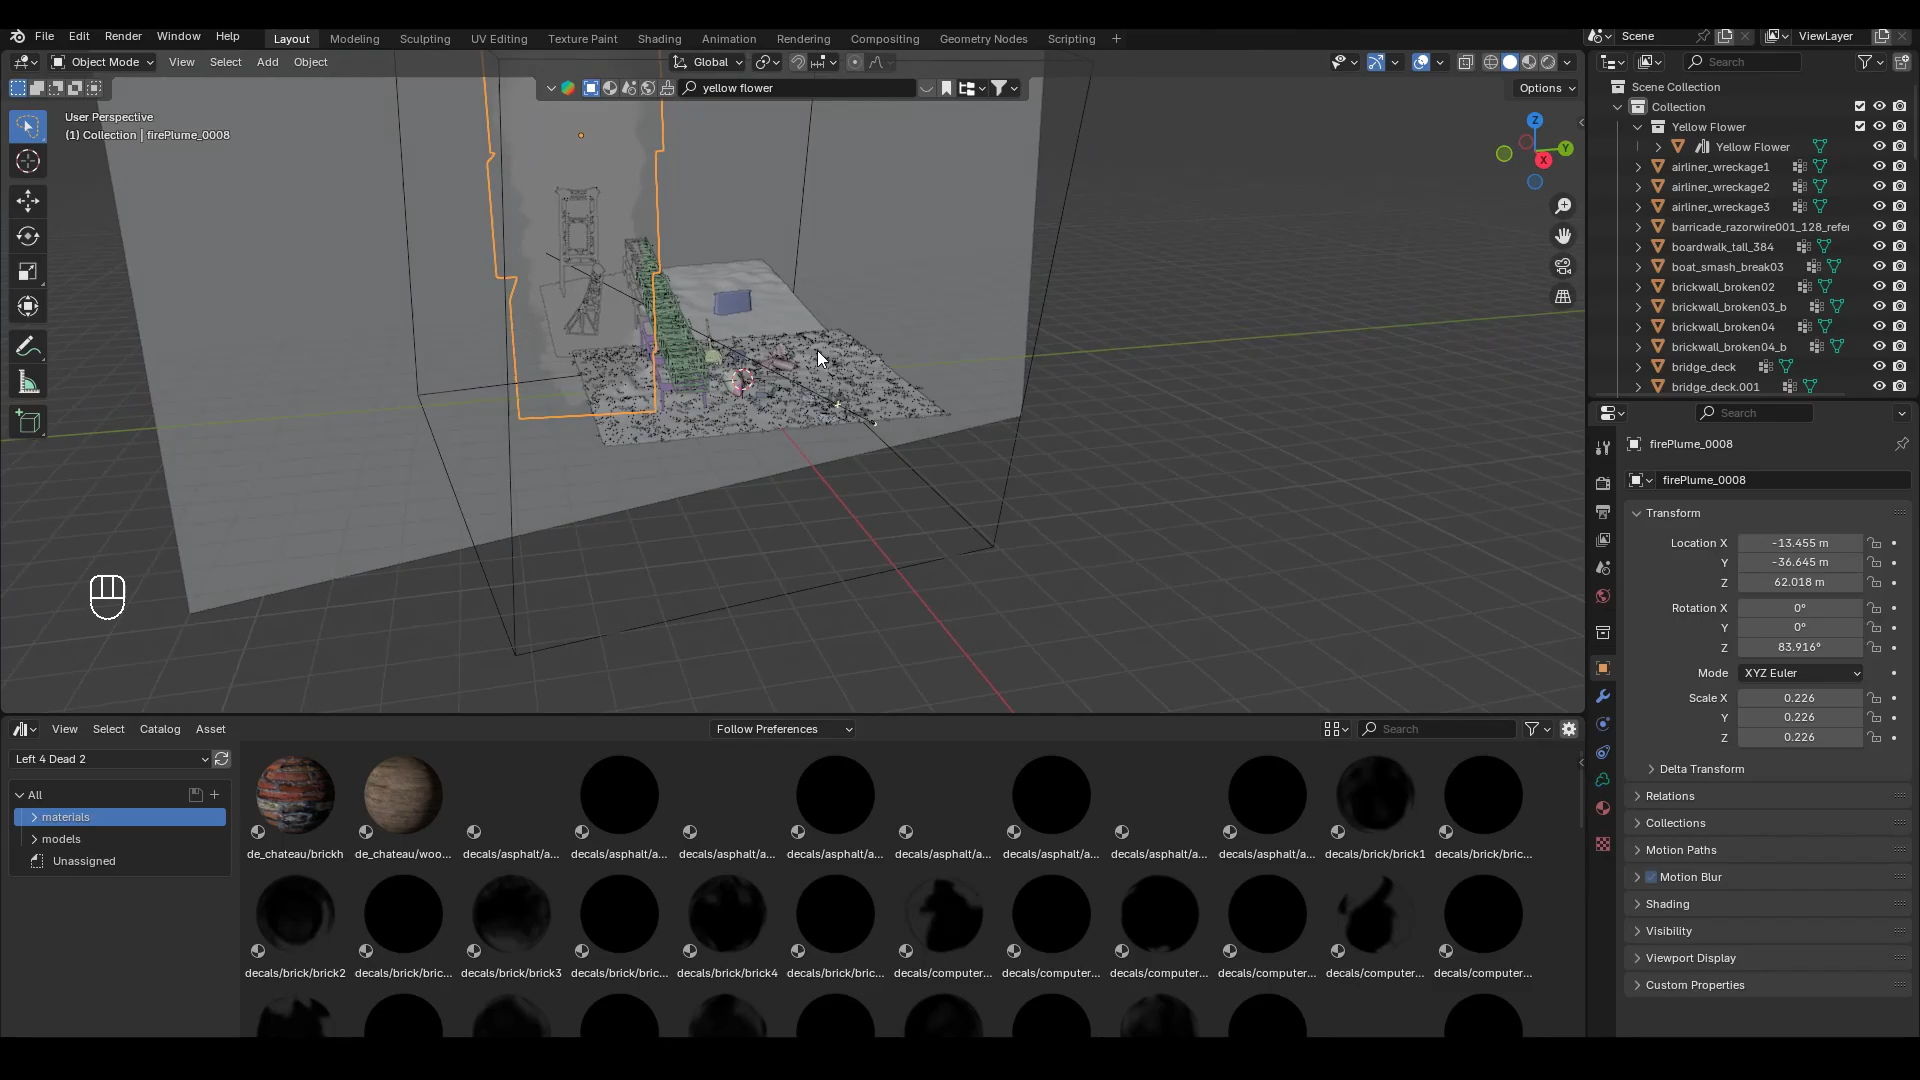 File Edit Render Window Help
Layout Modeling Sculpting UV Editing Texture Paint Shading Animation Rendering Compositing Geometry Nodes Scripting +
Scene
ViewLayer
Object Mode View Select Add Object
Global
yellow flower
Options
User Perspective
(1) Collection | firePlume_0008
Z
Y
X
Search
Scene Collection
Collection
Yellow Flower
Yellow Flower
airliner_wreckage1
airliner_wreckage2
airliner_wreckage3
barricade_razorwire001_128_refer
boardwalk_tall_384
boat_smash_break03
brickwall_broken02
brickwall_broken03_b
brickwall_broken04
brickwall_broken04_b
bridge_deck
bridge_deck.001
Search
firePlume_0008
firePlume_0008
Transform
Location X -13.455 m
Y -36.645 m
Z 62.018 m
Rotation X 0°
Y 0°
Z 83.916°
Mode XYZ Euler
Scale X 0.226
Y 0.226
Z 0.226
Delta Transform
Relations
Collections
Motion Paths
Motion Blur
Shading
Visibility
Viewport Display
Custom Properties
View Select Catalog Asset
Follow Preferences
Search
Left 4 Dead 2
All
materials
models
Unassigned
de_chateau/brickh de_chateau/woo... decals/asphalt/a... decals/asphalt/a... decals/asphalt/a... decals/asphalt/a... decals/asphalt/a... decals/asphalt/a... decals/asphalt/a... decals/asphalt/a... decals/brick/brick1 decals/brick/bric...
decals/brick/brick2 decals/brick/bric... decals/brick/brick3 decals/brick/bric... decals/brick/brick4 decals/brick/bric... decals/computer... decals/computer... decals/computer... decals/computer... decals/computer... decals/computer...